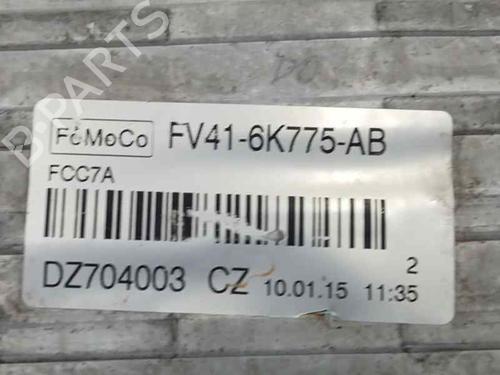 FoMoCo FV41-6K775-AB
FCC7A
2
DZ704003 CZ 10.01.15 11:35
B-PARTS